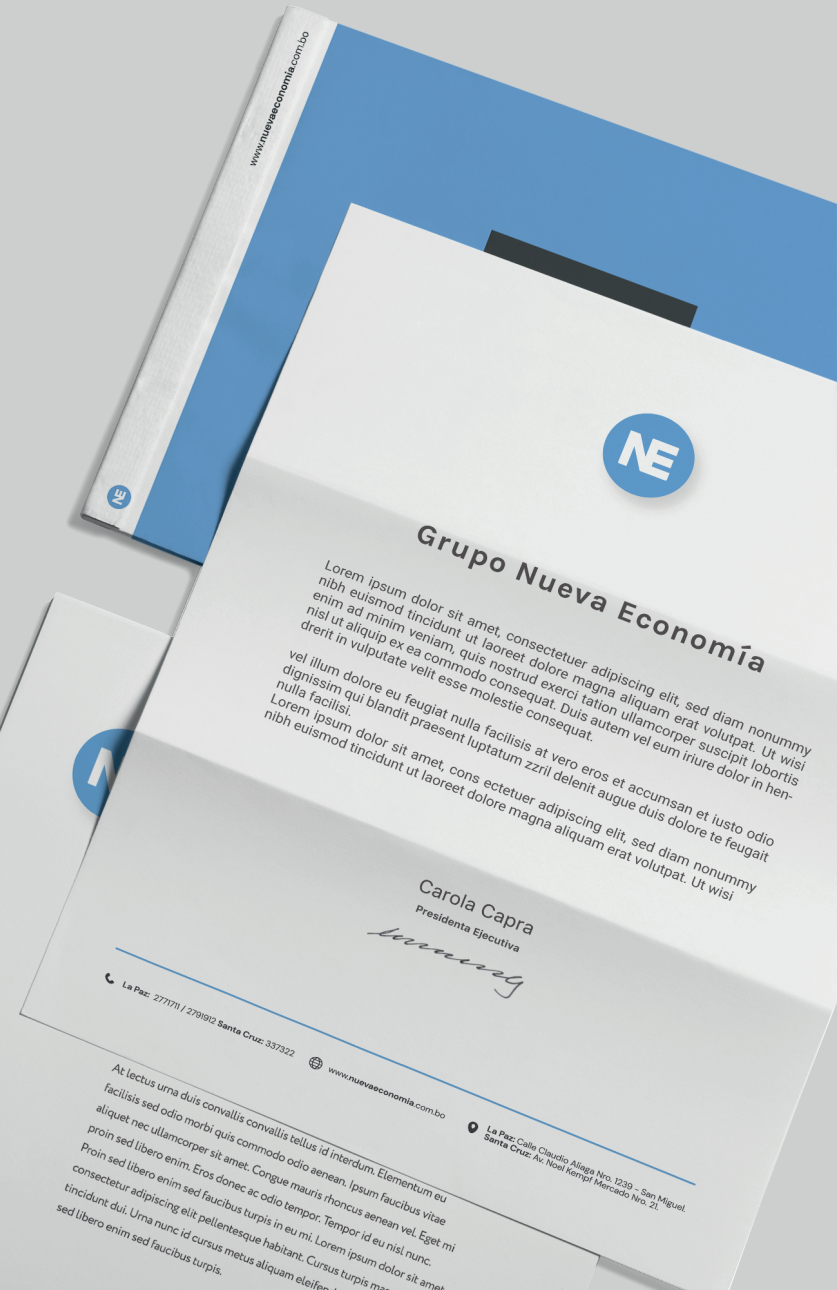 www.nuevaeconomía.com.bo
NE
NE
Grupo Nueva Economía
Lorem ipsum dolor sit amet, consectetuer adipiscing elit, sed diam nonummy
nibh euismod tincidunt ut laoreet dolore magna aliquam erat volutpat. Ut wisi
enim ad minim veniam, quis nostrud exerci tation ullamcorper suscipit lobortis
nisl ut aliquip ex ea commodo consequat. Duis autem vel eum iriure dolor in hen-
drerit in vulputate velit esse molestie consequat.
vel illum dolore eu feugiat nulla facilisis at vero eros et accumsan et iusto odio
dignissim qui blandit praesent luptatum zzril delenit augue duis dolore te feugait
nulla facilisi.
Lorem ipsum dolor sit amet, cons ectetuer adipiscing elit, sed diam nonummy
nibh euismod tincidunt ut laoreet dolore magna aliquam erat volutpat. Ut wisi
Carola Capra
Presidenta Ejecutiva
La Paz: 2771711 / 2791912 Santa Cruz: 337322
www.nuevaeconomia.com.bo
La Paz: Calle Claudio Aliaga Nro. 1239 - San Miguel.
Santa Cruz: Av. Noel Kempf Mercado Nro. 21.
N
At lectus urna duis convallis convallis tellus id interdum. Elementum eu
facilisis sed odio morbi quis commodo odio aenean. Ipsum faucibus vitae
aliquet nec ullamcorper sit amet. Congue mauris rhoncus aenean vel. Eget mi
proin sed libero enim. Eros donec ac odio tempor. Tempor id eu nisl nunc.
Proin sed libero enim sed faucibus turpis in eu mi. Lorem ipsum dolor sit amet
consectetur adipiscing elit pellentesque habitant. Cursus turpis
tincidunt dui. Urna nunc id cursus metus aliquam
sed libero enim sed faucibus turpis.